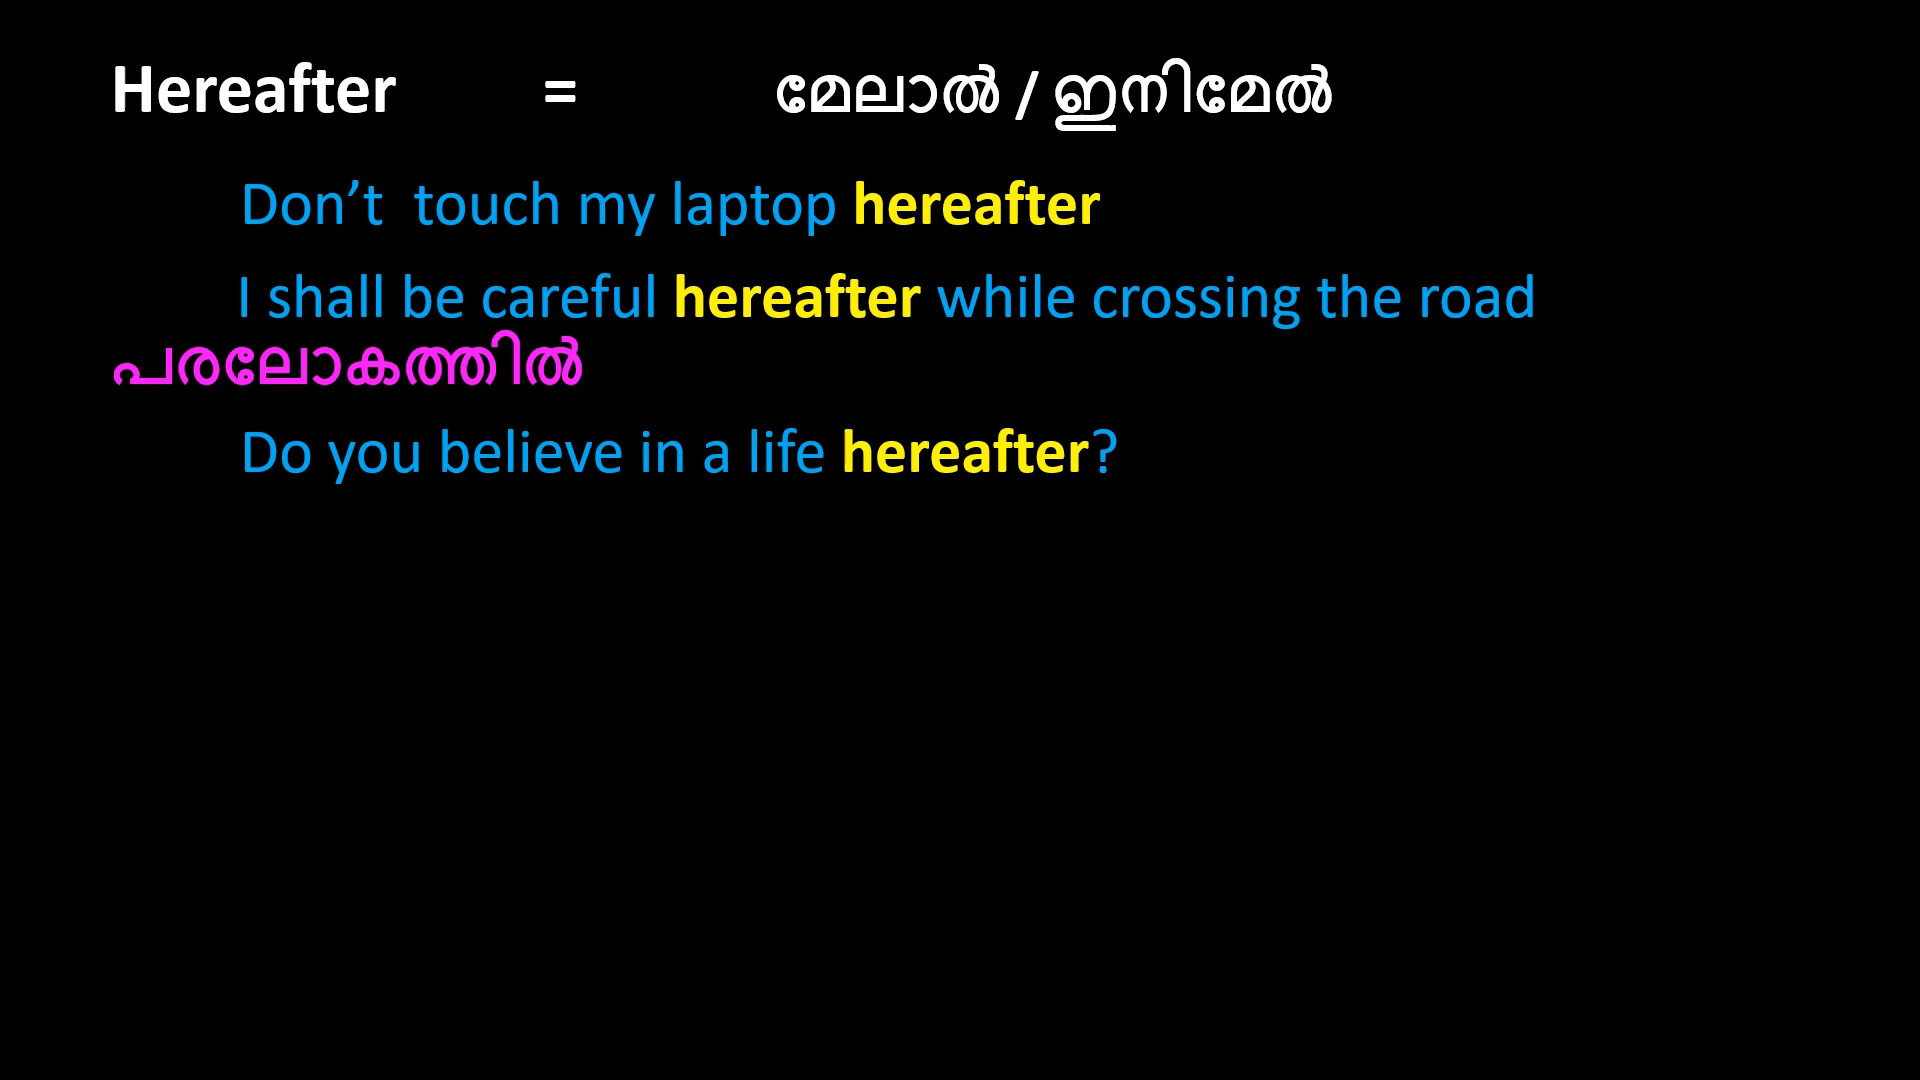 Hereafter = മേലാൽ / ഇനിമേൽ
Don’t touch my laptop hereafter
I shall be careful hereafter while crossing the road
പരലോകത്തിൽ
Do you believe in a life hereafter?